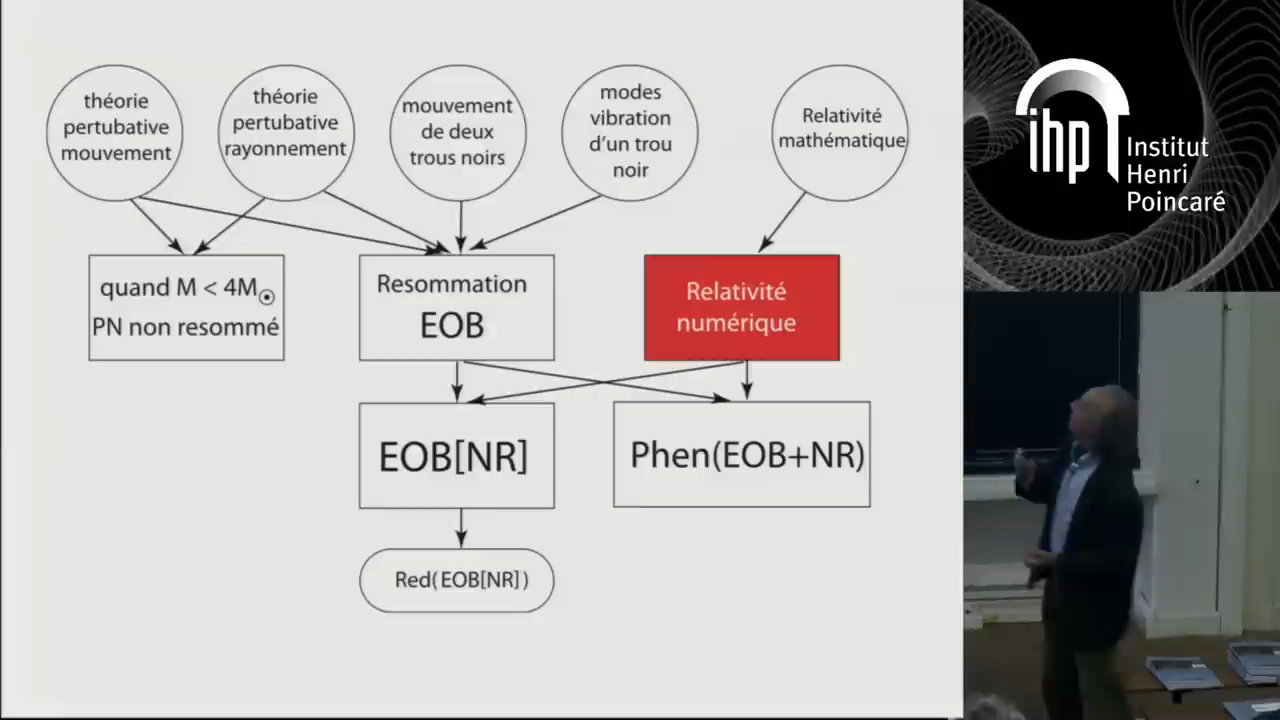 théorie
pertubative
mouvement
théorie
pertubative
rayonnement
mouvement
de deux
trous noirs
modes
vibration
d'un trou
noir
Relativité
mathématique
quand M < 4M☉
PN non resommé
Resommation
EOB
Relativité
numérique
EOB[NR]
Phen(EOB+NR)
Red(EOB[NR])
ihp
Institut
Henri
Poincaré